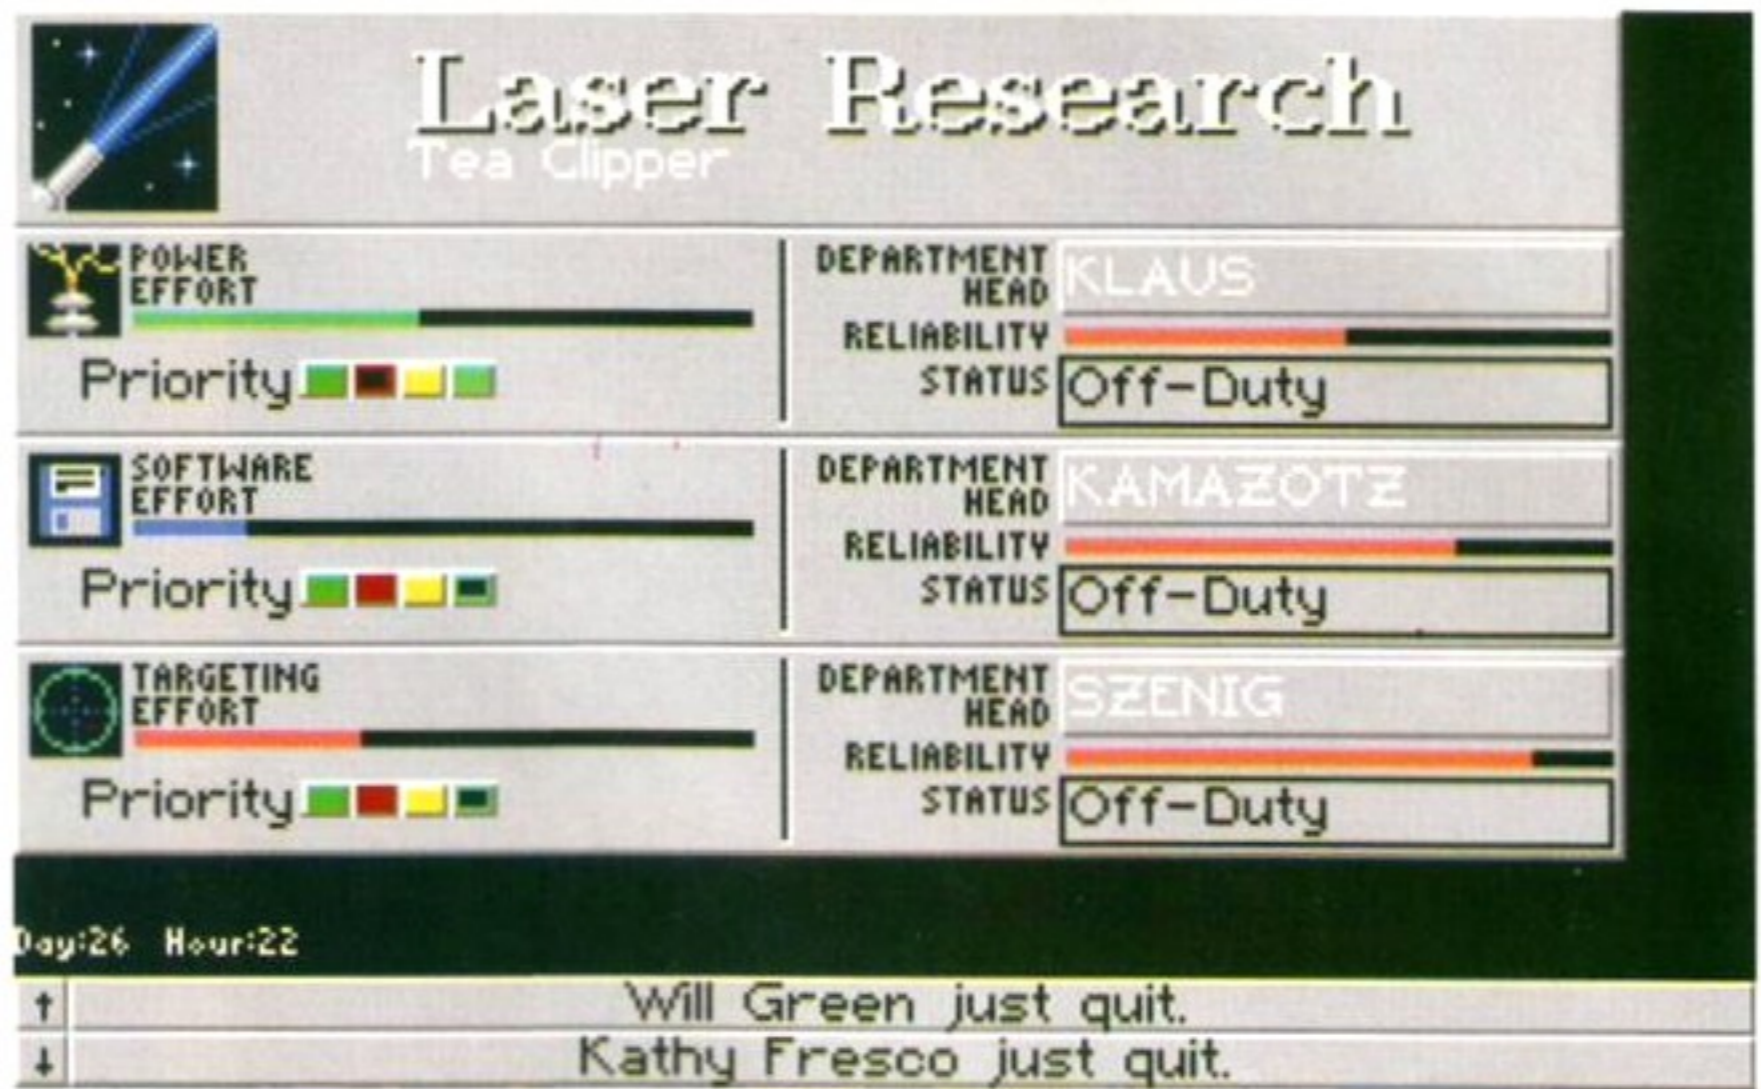 Laser Research
Tea Clipper
POWER
EFFORT
Priority
DEPARTMENT
HEAD
KLAUS
RELIABILITY
STATUS
Off-Duty
SOFTWARE
EFFORT
Priority
DEPARTMENT
HEAD
KAMAZOTZ
RELIABILITY
STATUS
Off-Duty
TARGETING
EFFORT
Priority
DEPARTMENT
HEAD
SZENIG
RELIABILITY
STATUS
Off-Duty
Day:26 Hour:22
Will Green just quit.
Kathy Fresco just quit.